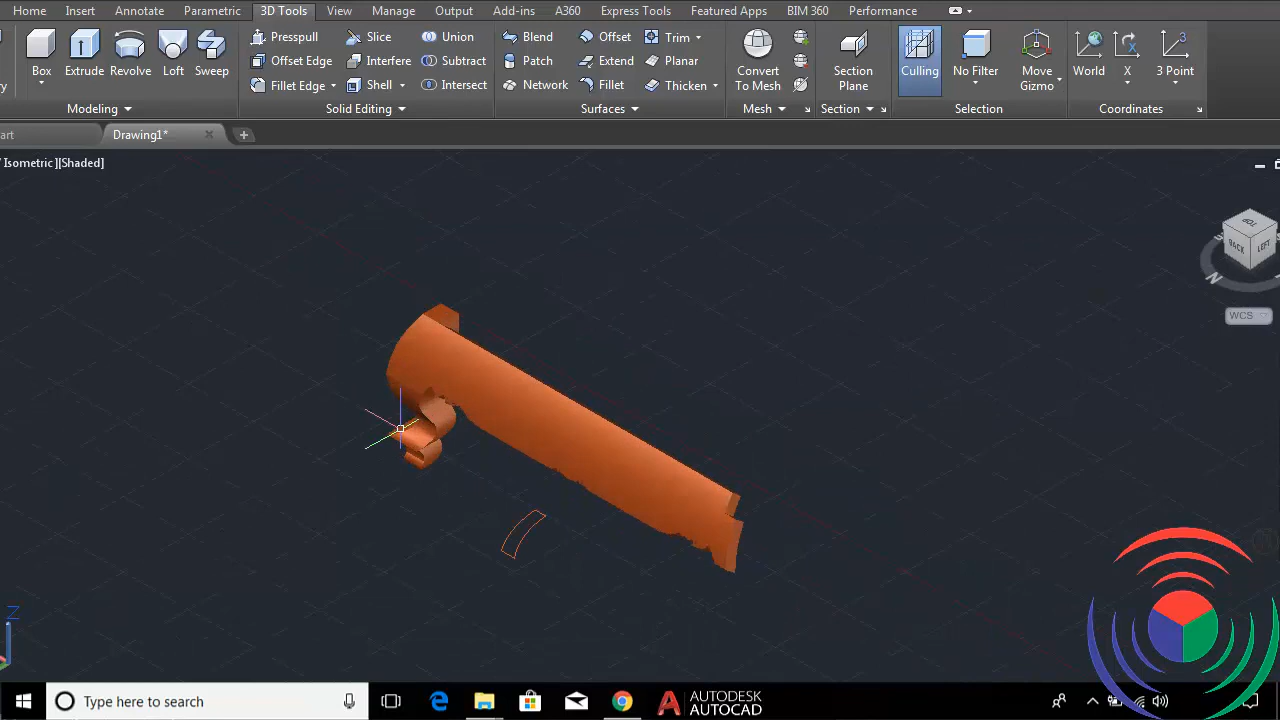 Home Insert Annotate Parametric 3D Tools View Manage Output Add-ins A360 Express Tools Featured Apps BIM 360 Performance
Presspull Slice Union Blend Offset Trim
Offset Edge Interfere Subtract Patch Extend Planar
Box Extrude Revolve Loft Sweep Fillet Edge Shell Intersect Network Fillet Thicken
Convert To Mesh Section Plane Culling No Filter Move Gizmo World X 3 Point
Modeling Solid Editing Surfaces Mesh Section Selection Coordinates
art Drawing1*
Isometric][Shaded]
TOP
BACK LEFT
N
WCS
Z
Type here to search
AUTODESK
AUTOCAD